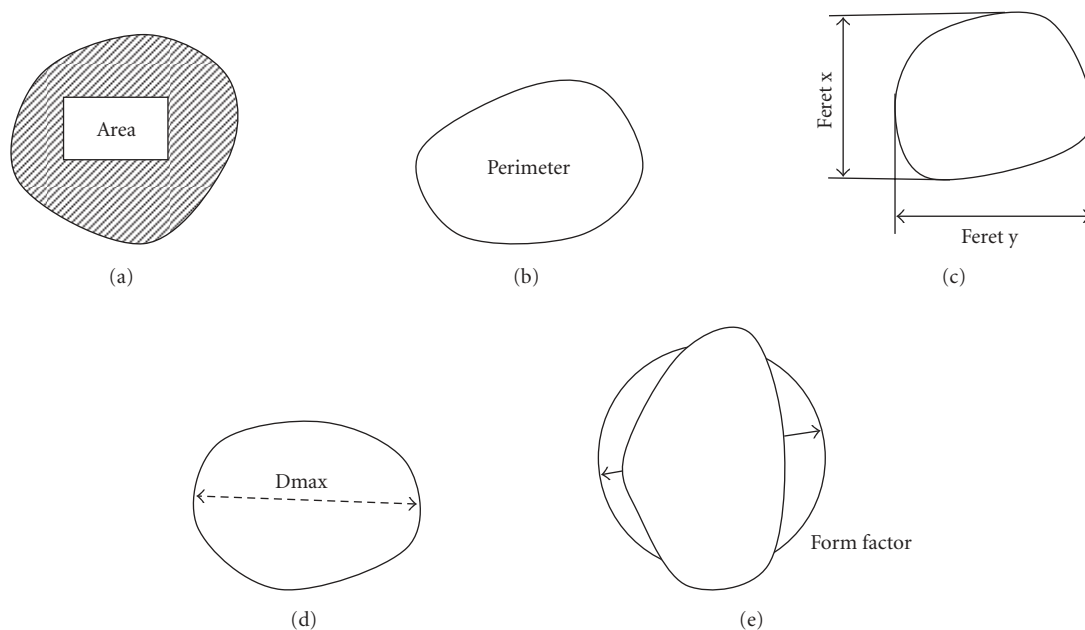 Area
(a)
Perimeter
(b)
Feret x
Feret y
(c)
Dmax
(d)
Form factor
(e)